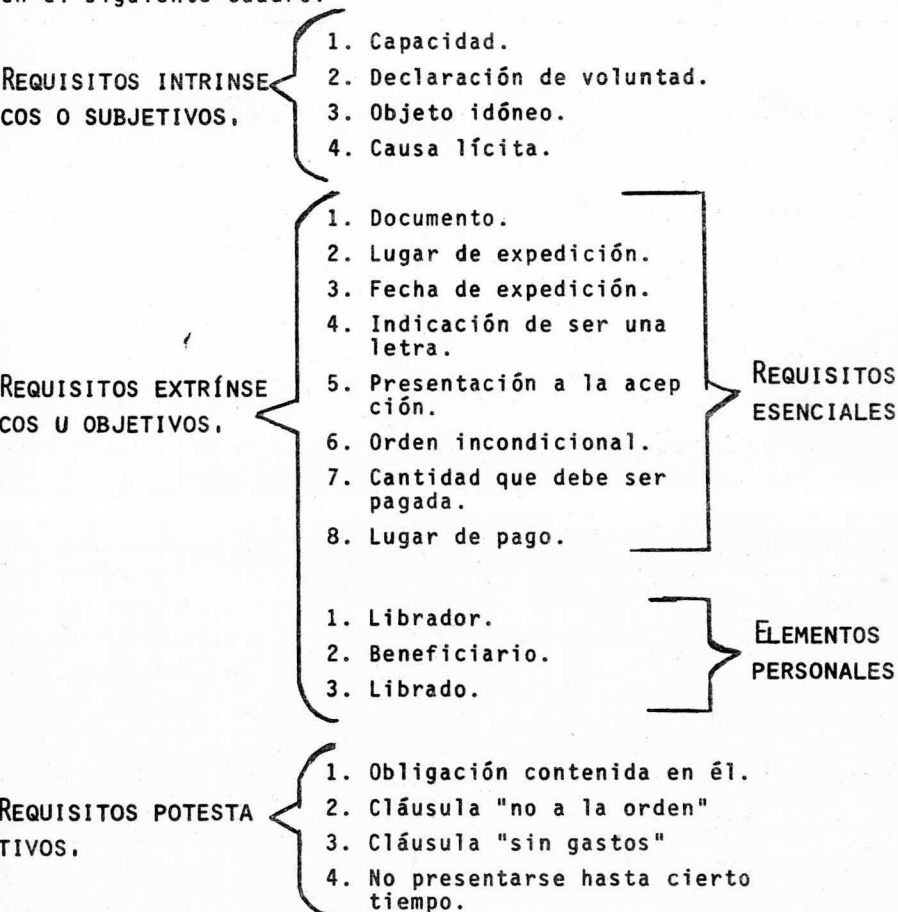 en el siguiente cuadro.
REQUISITOS INTRINSE
COS O SUBJETIVOS.
1. Capacidad.
2. Declaración de voluntad.
3. Objeto idóneo.
4. Causa lícita.
REQUISITOS EXTRÍNSE
COS U OBJETIVOS.
1. Documento.
2. Lugar de expedición.
3. Fecha de expedición.
4. Indicación de ser una
letra.
5. Presentación a la acep
ción.
6. Orden incondicional.
7. Cantidad que debe ser
pagada.
8. Lugar de pago.
REQUISITOS
ESENCIALES
1. Librador.
2. Beneficiario.
3. Librado.
ELEMENTOS
PERSONALES
REQUISITOS POTESTA
TIVOS.
1. Obligación contenida en él.
2. Cláusula "no a la orden"
3. Cláusula "sin gastos"
4. No presentarse hasta cierto
tiempo.